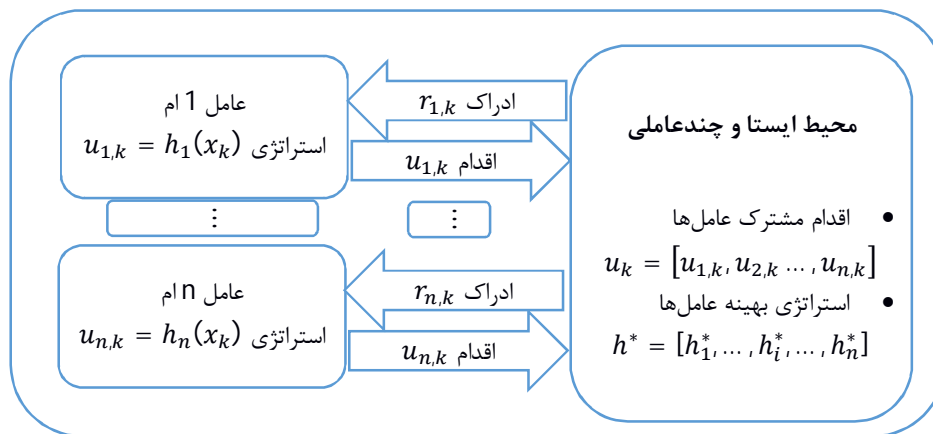 عامل 1 ام
استراتژی u_{1,k} = h_1(x_k)
ادراک r_{1,k}
اقدام u_{1,k}
⋮
⋮
عامل n ام
استراتژی u_{n,k} = h_n(x_k)
ادراک r_{n,k}
اقدام u_{n,k}
محیط ایستا و چندعاملی
• اقدام مشترک عامل‌ها
u_k = [u_{1,k}, u_{2,k} … , u_{n,k}]
• استراتژی بهینه عامل‌ها
h^* = [h_1^*, … , h_i^*, … , h_n^*]